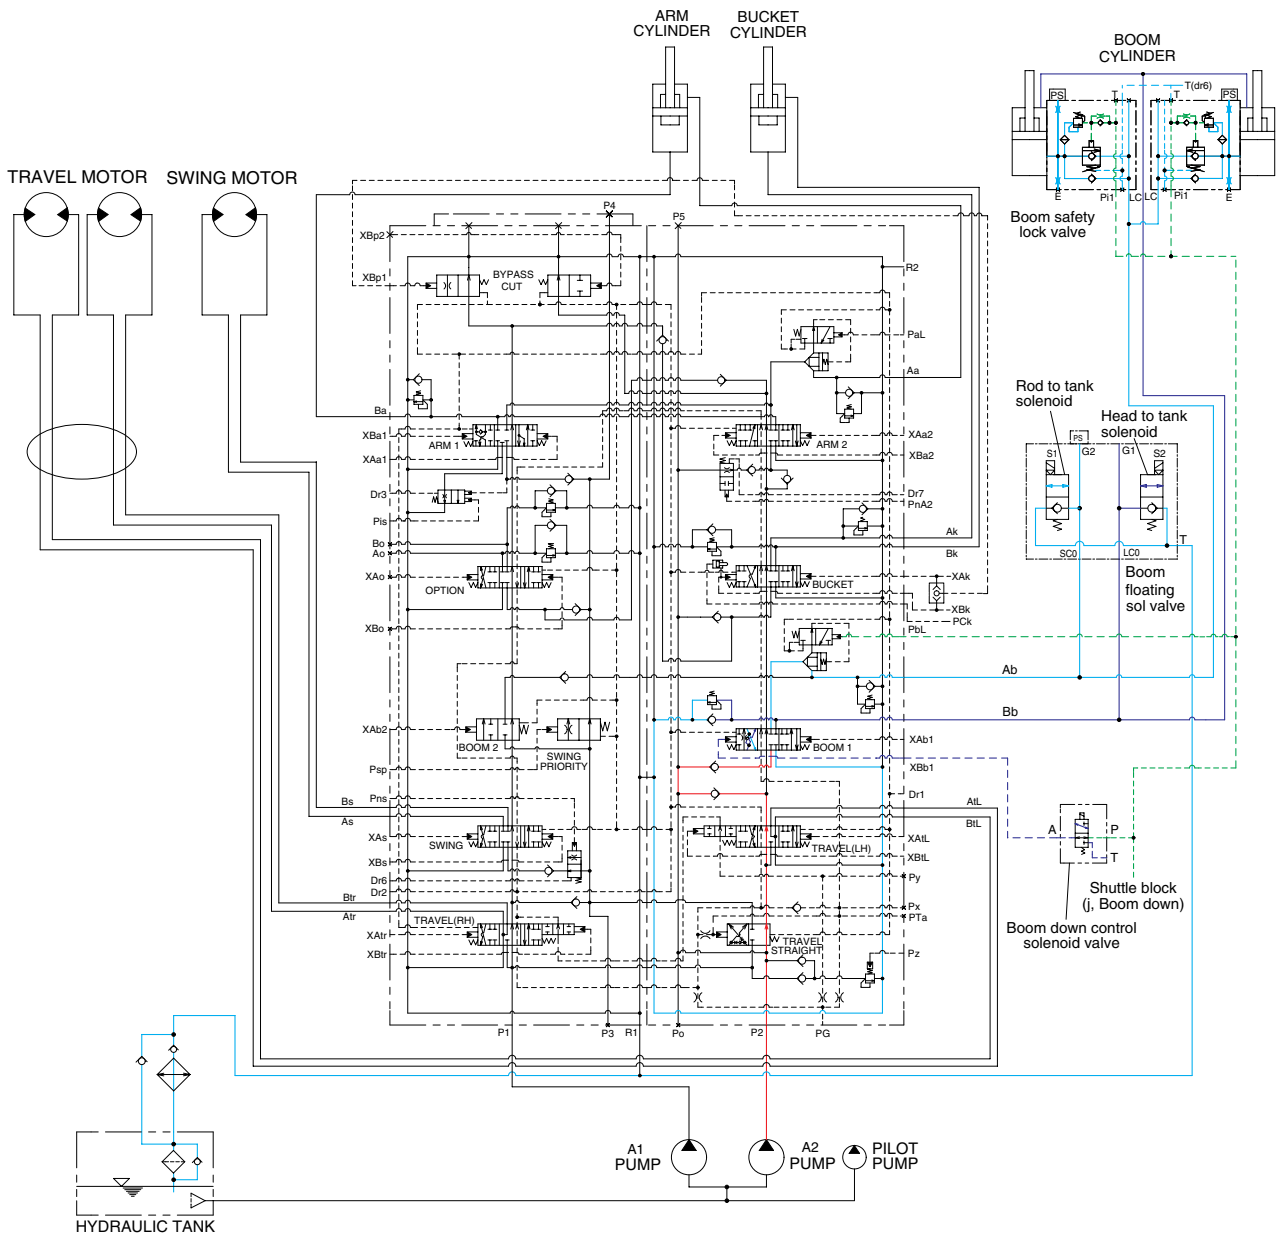 ARM
CYLINDER
BUCKET
CYLINDER
BOOM
CYLINDER
PS
T
T
T(dr6)
PS
E
Pi1
LC
LC
Pi1
E
Boom safety
lock valve
TRAVEL MOTOR
SWING MOTOR
P4
P5
XBp2
XBp1
BYPASS
CUT
R2
PaL
Aa
Ba
XBa1
ARM 1
XAa1
ARM 2
XAa2
XBa2
Dr3
Pis
Dr7
PnA2
Bo
Ao
Ak
Bk
XAo
OPTION
BUCKET
XAk
XBk
PCk
XBo
PbL
Rod to tank
solenoid
Head to tank
solenoid
PS
S1
G2
G1
S2
SC0
LC0
T
Boom
floating
sol valve
Ab
Bb
XAb2
BOOM 2
SWING
PRIORITY
BOOM 1
XAb1
XBb1
Psp
Pns
Dr1
Bs
As
AtL
BtL
XAs
SWING
XBs
TRAVEL(LH)
XAtL
XBtL
Dr6
Dr2
Py
Btr
Atr
Px
PTa
TRAVEL(RH)
XAtr
XBtr
TRAVEL
STRAIGHT
Pz
A
P
T
Shuttle block
(j, Boom down)
Boom down control
solenoid valve
P1
P3
R1
Po
P2
PG
A1
PUMP
A2
PUMP
PILOT
PUMP
HYDRAULIC TANK